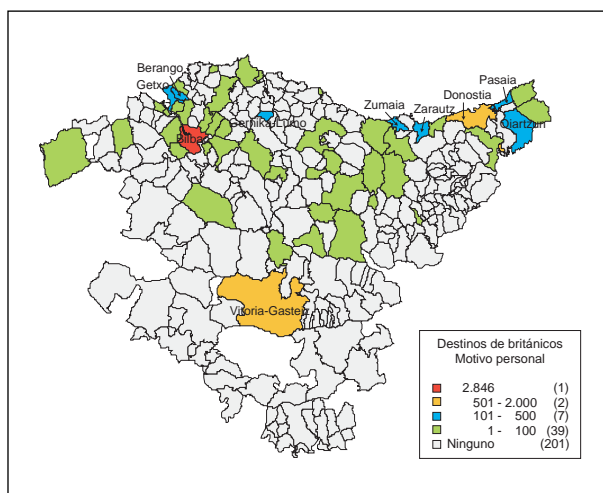 Berango
Getxo
Pasaia
Donostia
Zumaia
Zarautz
Gernika-Lumo
Oiartzun
Bilbao
Vitoria-Gasteiz
Destinos de británicos
Motivo personal
2.846 (1)
501 - 2.000 (2)
101 - 500 (7)
1 - 100 (39)
Ninguno (201)